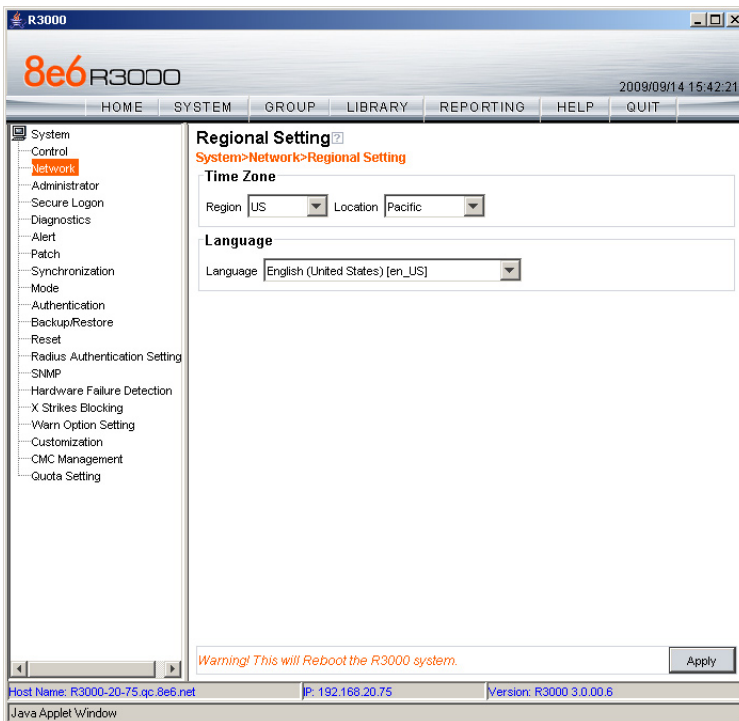 R3000
8e6 R3000
2009/09/14 15:42:21
HOME SYSTEM GROUP LIBRARY REPORTING HELP QUIT
System
Control
Network
Administrator
Secure Logon
Diagnostics
Alert
Patch
Synchronization
Mode
Authentication
Backup/Restore
Reset
Radius Authentication Setting
SNMP
Hardware Failure Detection
X Strikes Blocking
Warn Option Setting
Customization
CMC Management
Quota Setting
Regional Setting?
System>Network>Regional Setting
Time Zone
Region US Location Pacific
Language
Language English (United States) [en_US]
Warning! This will Reboot the R3000 system.
Apply
Host Name: R3000-20-75.qc.8e6.net IP: 192.168.20.75 Version: R3000 3.0.00.6
Java Applet Window